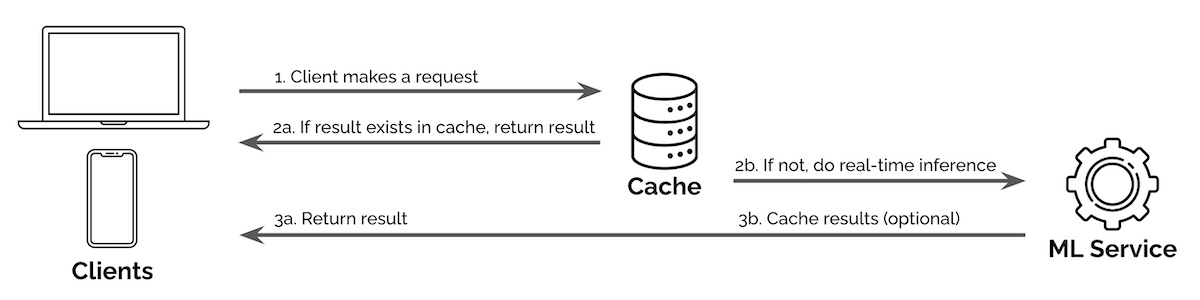 1. Client makes a request
2a. If result exists in cache, return result
Cache
2b. If not, do real-time inference
3a. Return result
3b. Cache results (optional)
ML Service
Clients